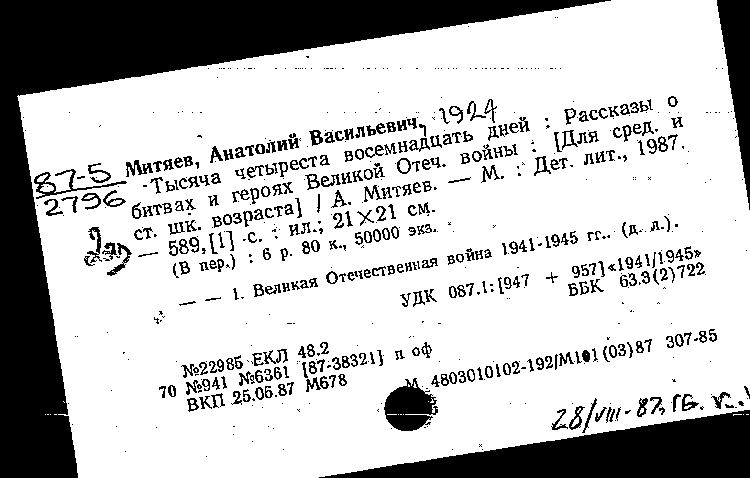 Митяев, Анатолий Васильевич, 1924
87-5
2796
Тысяча четыреста восемнадцать дней : Рассказы о
битвах и героях Великой Отеч. войны : [Для сред. и
ст. шк. возраста] / А. Митяев. — М. : Дет. лит., 1987.
— 589,[1] с. : ил.; 21×21 см.
(В пер.) : 6 р. 80 к., 50000 экз.
— — 1. Великая Отечественная война 1941-1945 гг.. (д. л.).
УДК 087.1:[947 + 957]«1941/1945»
ББК 63.3(2)722
№22985 ЕКЛ 48.2
70 №941 №6361 [87-38321] п оф
ВКП 25.06.87 М678
М 4803010102-192/М101(03)87 307-85
28/VIII-87